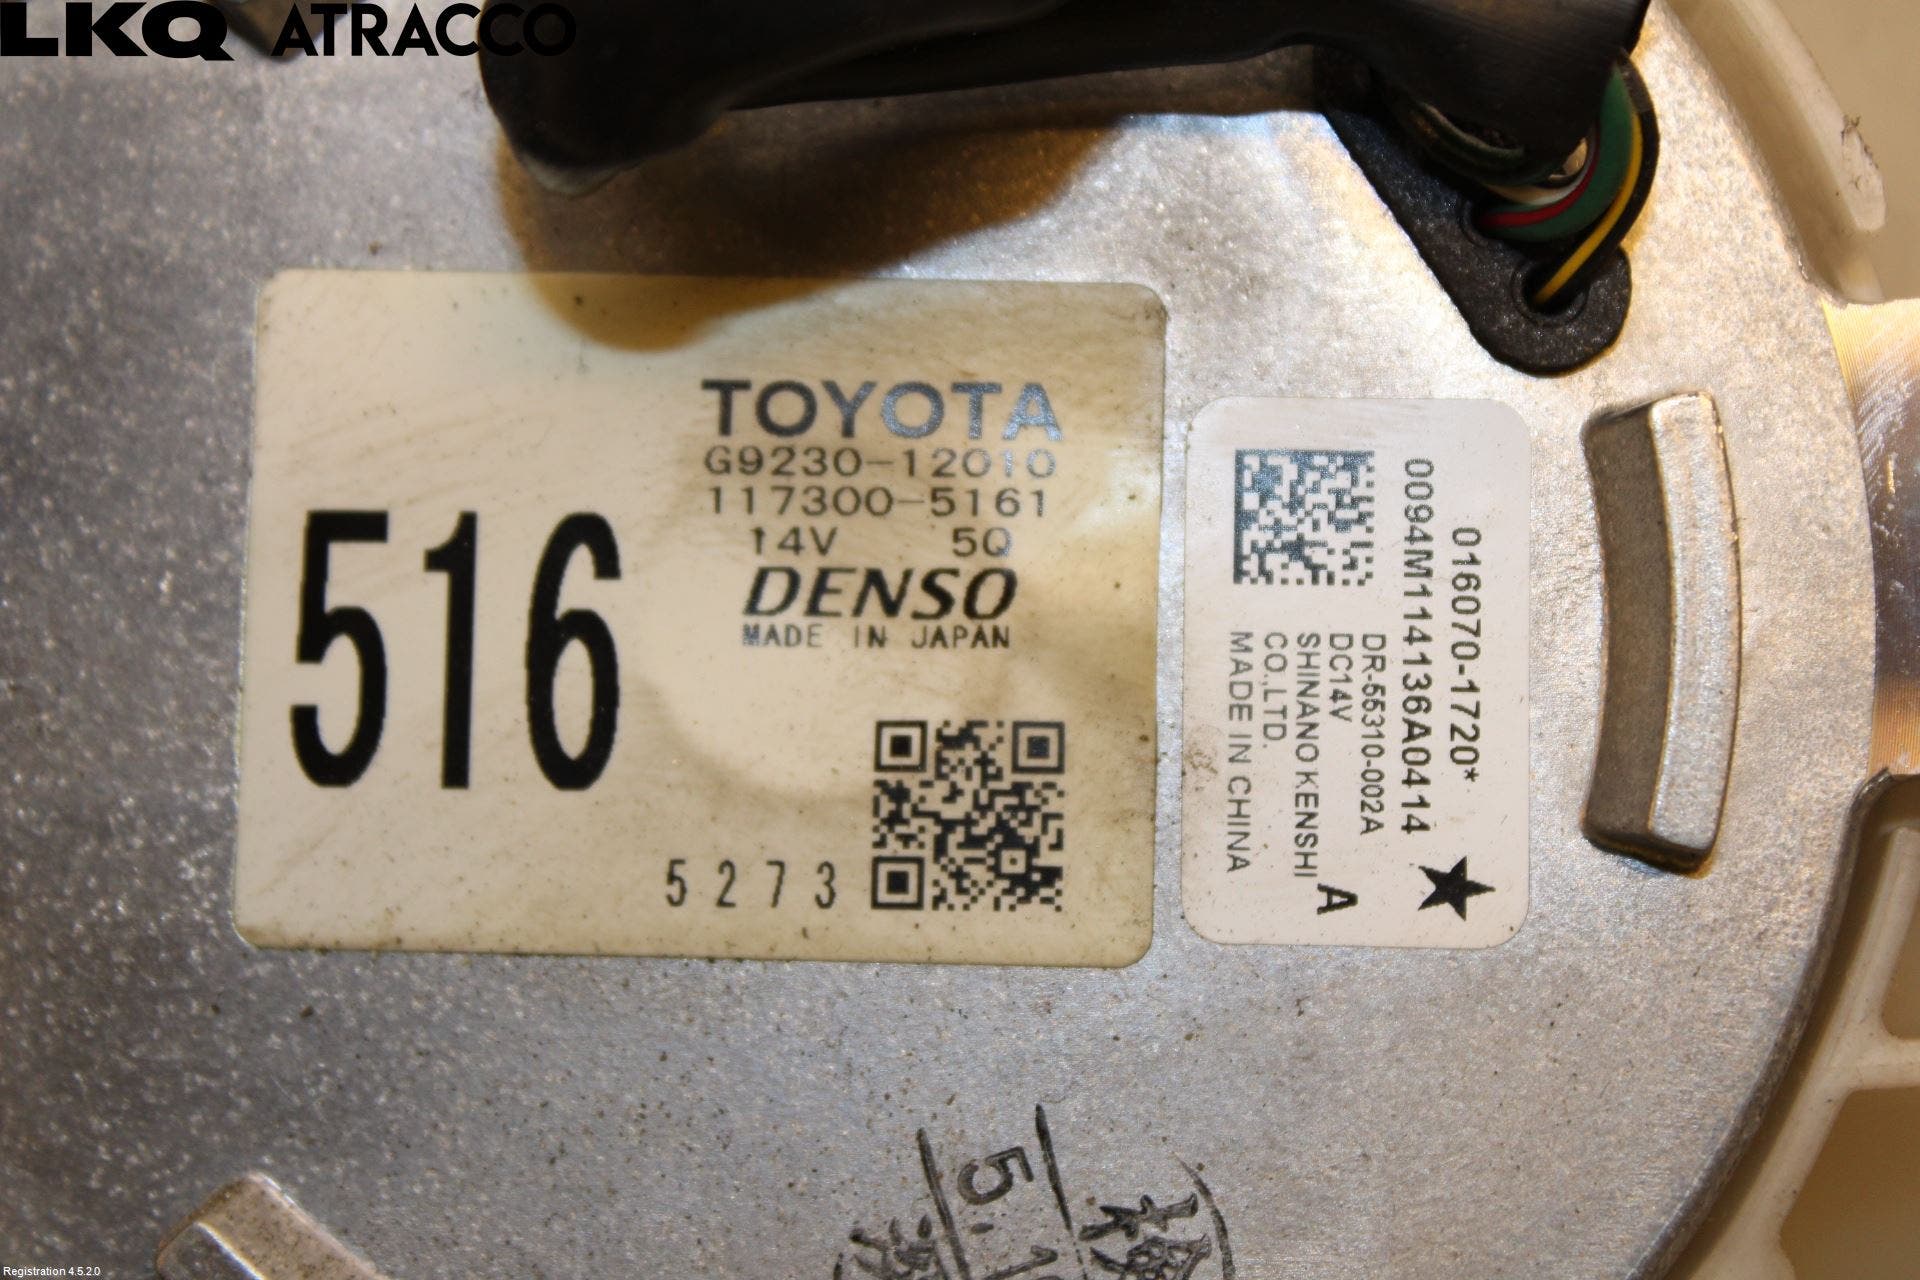 LKQ ATRACCO
TOYOTA
G9230-12010
117300-5161
14V 5Q
DENSO
MADE IN JAPAN
516
5273
016070-1720*
0094M114136A0414
DR-55310-002A
DC14V
SHINANO KENSHI
CO.,LTD.
MADE IN CHINA
A
Registration 4.5.2.0